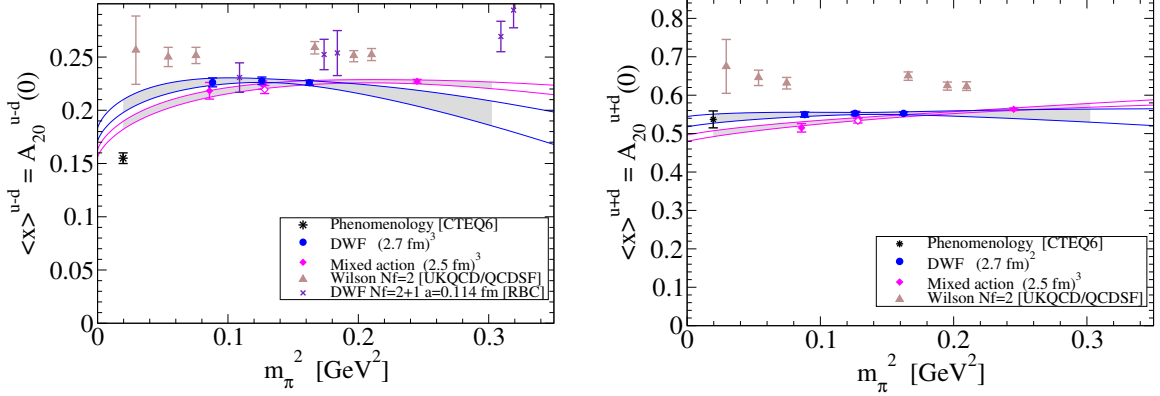 <x>^u-d = A_20^u-d(0)
0.25
0.2
0.15
0.1
0.05
0
Phenomenology [CTEQ6]
DWF (2.7 fm)^3
Mixed action (2.5 fm)^3
Wilson Nf=2 [UKQCD/QCDSF]
DWF Nf=2+1 a=0.114 fm [RBC]
0 0.1 0.2 0.3
m_π^2 [GeV^2]
<x>^u+d = A_20^u+d(0)
0.8
0.7
0.6
0.5
0.4
0.3
0.2
0.1
0
Phenomenology [CTEQ6]
DWF (2.7 fm)^2
Mixed action (2.5 fm)^3
Wilson Nf=2 [UKQCD/QCDSF]
0 0.1 0.2 0.3
m_π^2 [GeV^2]